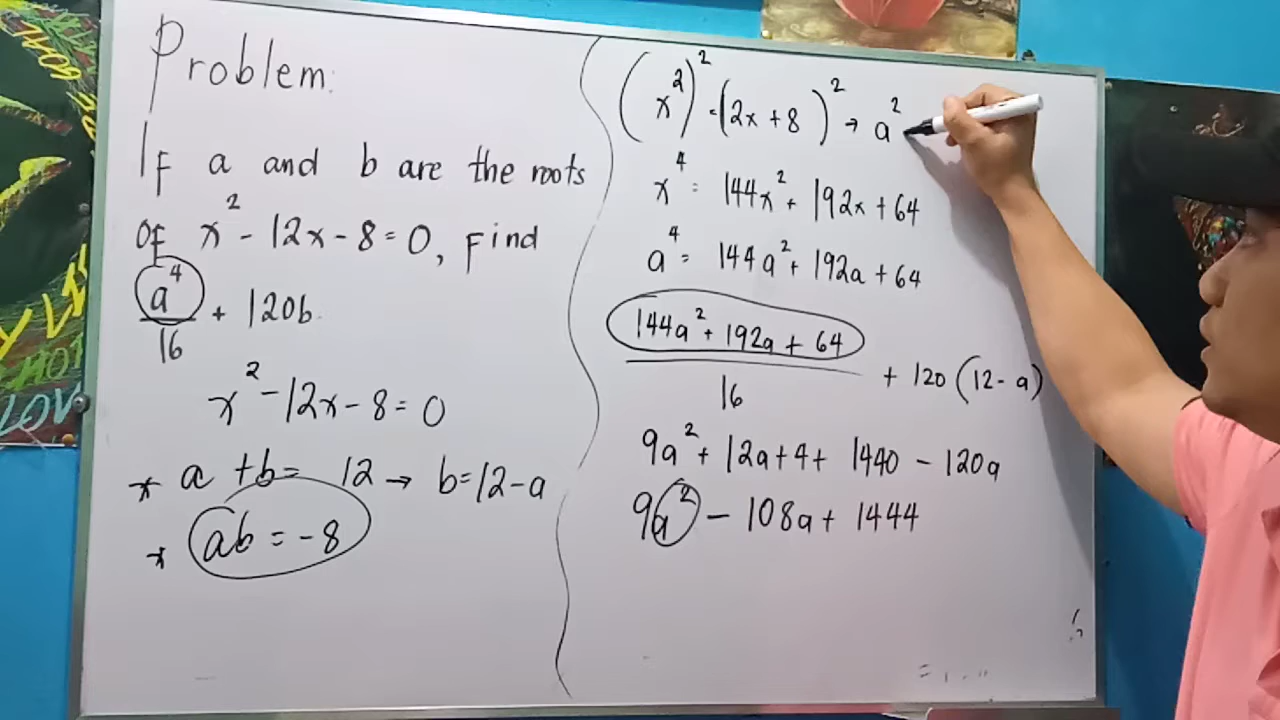 Problem:
If a and b are the roots
of x² - 12x - 8 = 0, Find
a⁴/16 + 120b.
x² - 12x - 8 = 0
* a + b = 12 → b = 12 - a
* ab = -8
(x²)² = (2x + 8)² → a²
x⁴ = 144x² + 192x + 64
a⁴ = 144a² + 192a + 64
144a² + 192a + 64 / 16 + 120(12 - a)
9a² + 12a + 4 + 1440 - 120a
9a² - 108a + 1444
GOAL
LOV